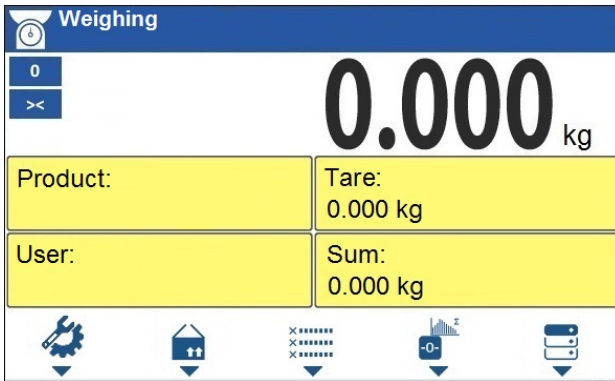 Weighing
0
><
0.000 kg
Product:
Tare:
0.000 kg
User:
Sum:
0.000 kg
Σ
-0-